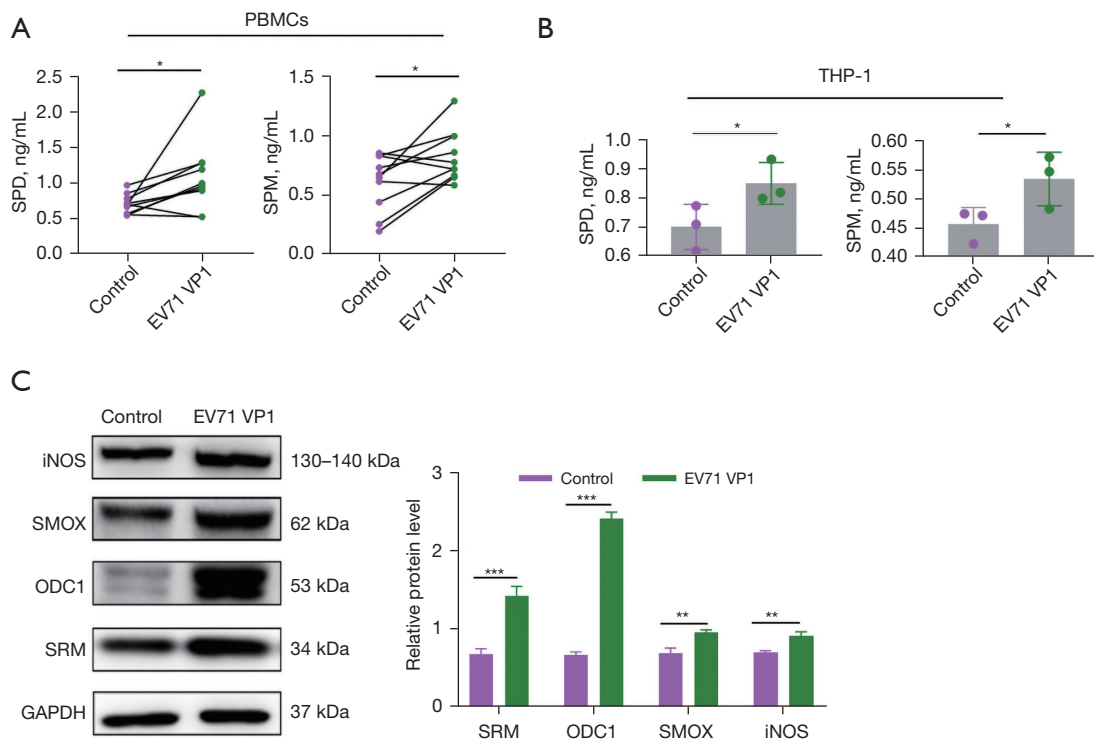 A
PBMCs
SPD, ng/mL
2.5
2.0
1.5
1.0
0.5
0.0
*
Control
EV71 VP1
SPM, ng/mL
1.5
1.0
0.5
0.0
*
Control
EV71 VP1
B
THP-1
SPD, ng/mL
1.0
0.9
0.8
0.7
0.6
*
Control
EV71 VP1
SPM, ng/mL
0.60
0.55
0.50
0.45
0.40
*
Control
EV71 VP1
C
Control EV71 VP1
iNOS 130–140 kDa
SMOX 62 kDa
ODC1 53 kDa
SRM 34 kDa
GAPDH 37 kDa
Relative protein level
3
2
1
0
Control EV71 VP1
***
***
**
**
SRM ODC1 SMOX iNOS